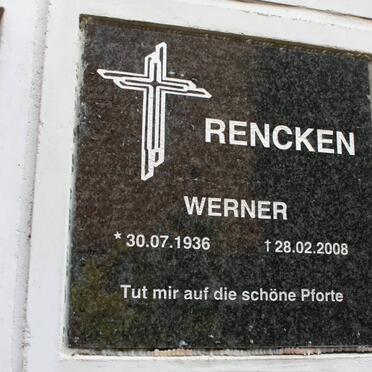 RENCKEN
WERNER
* 30.07.1936 † 28.02.2008
Tut mir auf die schöne Pforte